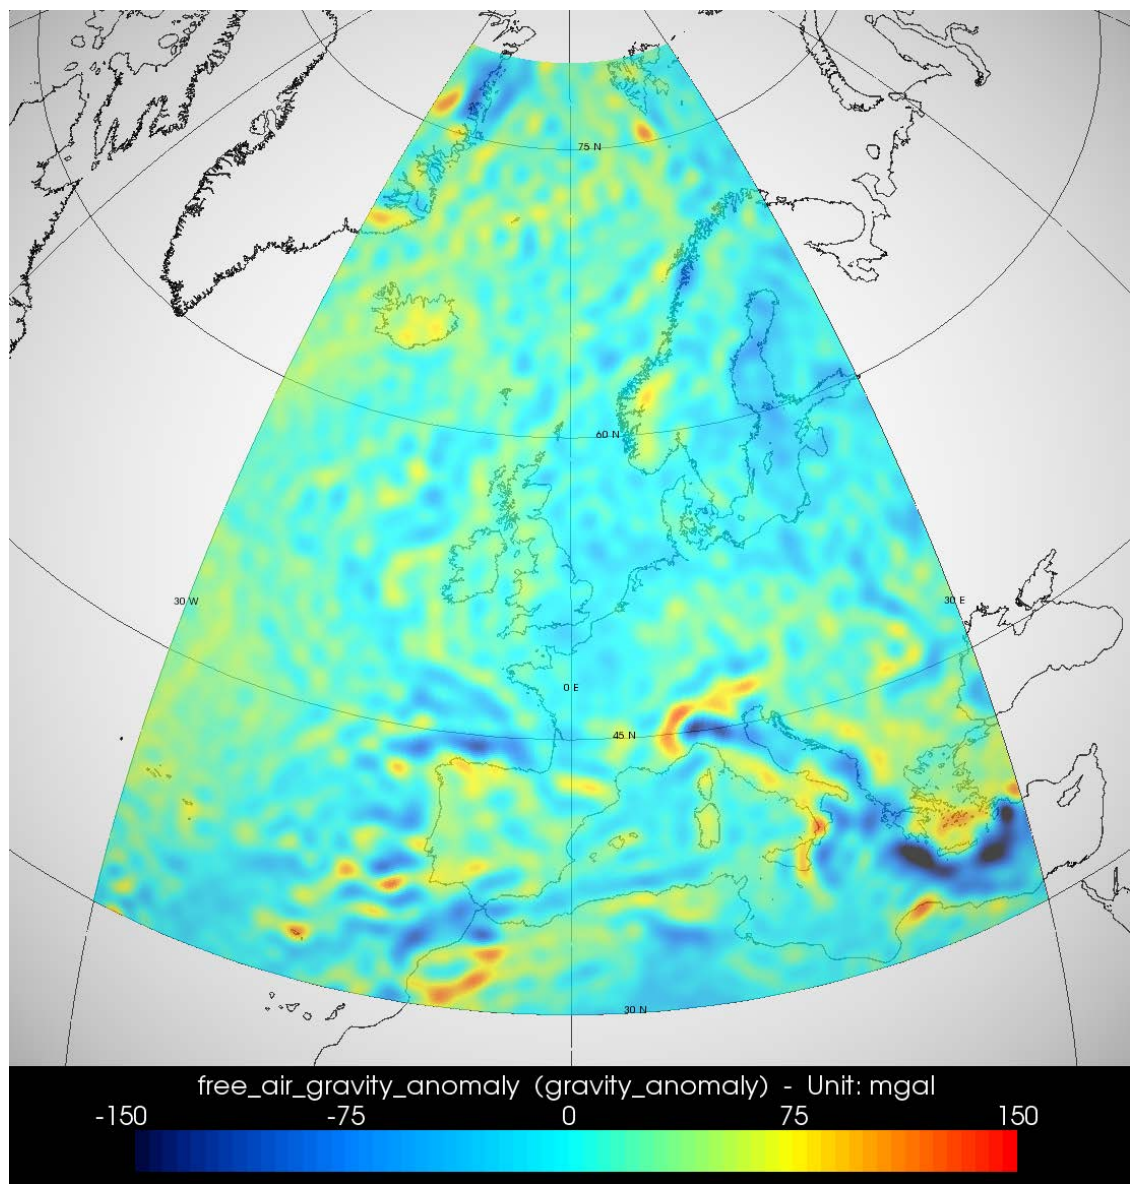 75 N
60 N
30 W
30 E
0 E
45 N
30 N
free_air_gravity_anomaly (gravity_anomaly) - Unit: mgal
-150 -75 0 75 150